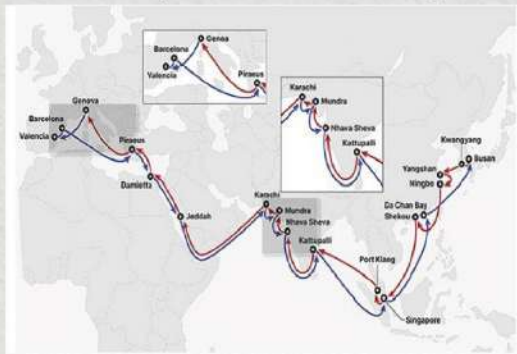 Genoa
Barcelona
Valencia
Piraeus
Karachi
Mundra
Nhava Sheva
Kattupalli
Genova
Barcelona
Valencia
Piraeus
Damietta
Jeddah
Karachi
Mundra
Nhava Sheva
Kattupalli
Kwangyang
Busan
Yangshan
Ningbo
Da Chan Bay
Shekou
Port Klang
Singapore